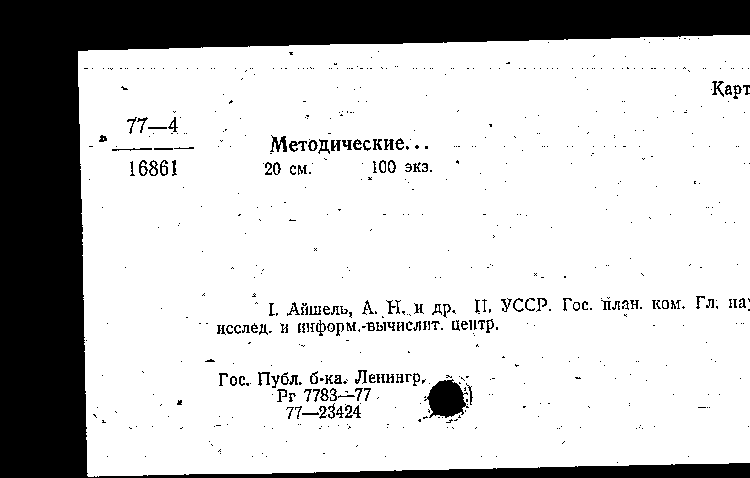 Карт
77—4
16861
Методические...
20 см. 100 экз.
I. Айшель, А. Н. и др. II. УССР. Гос. план. ком. Гл. нау
исслед. и информ.-вычислит. центр.
Гос. Публ. б-ка. Ленингр.
Рг 7783—77
77—23424